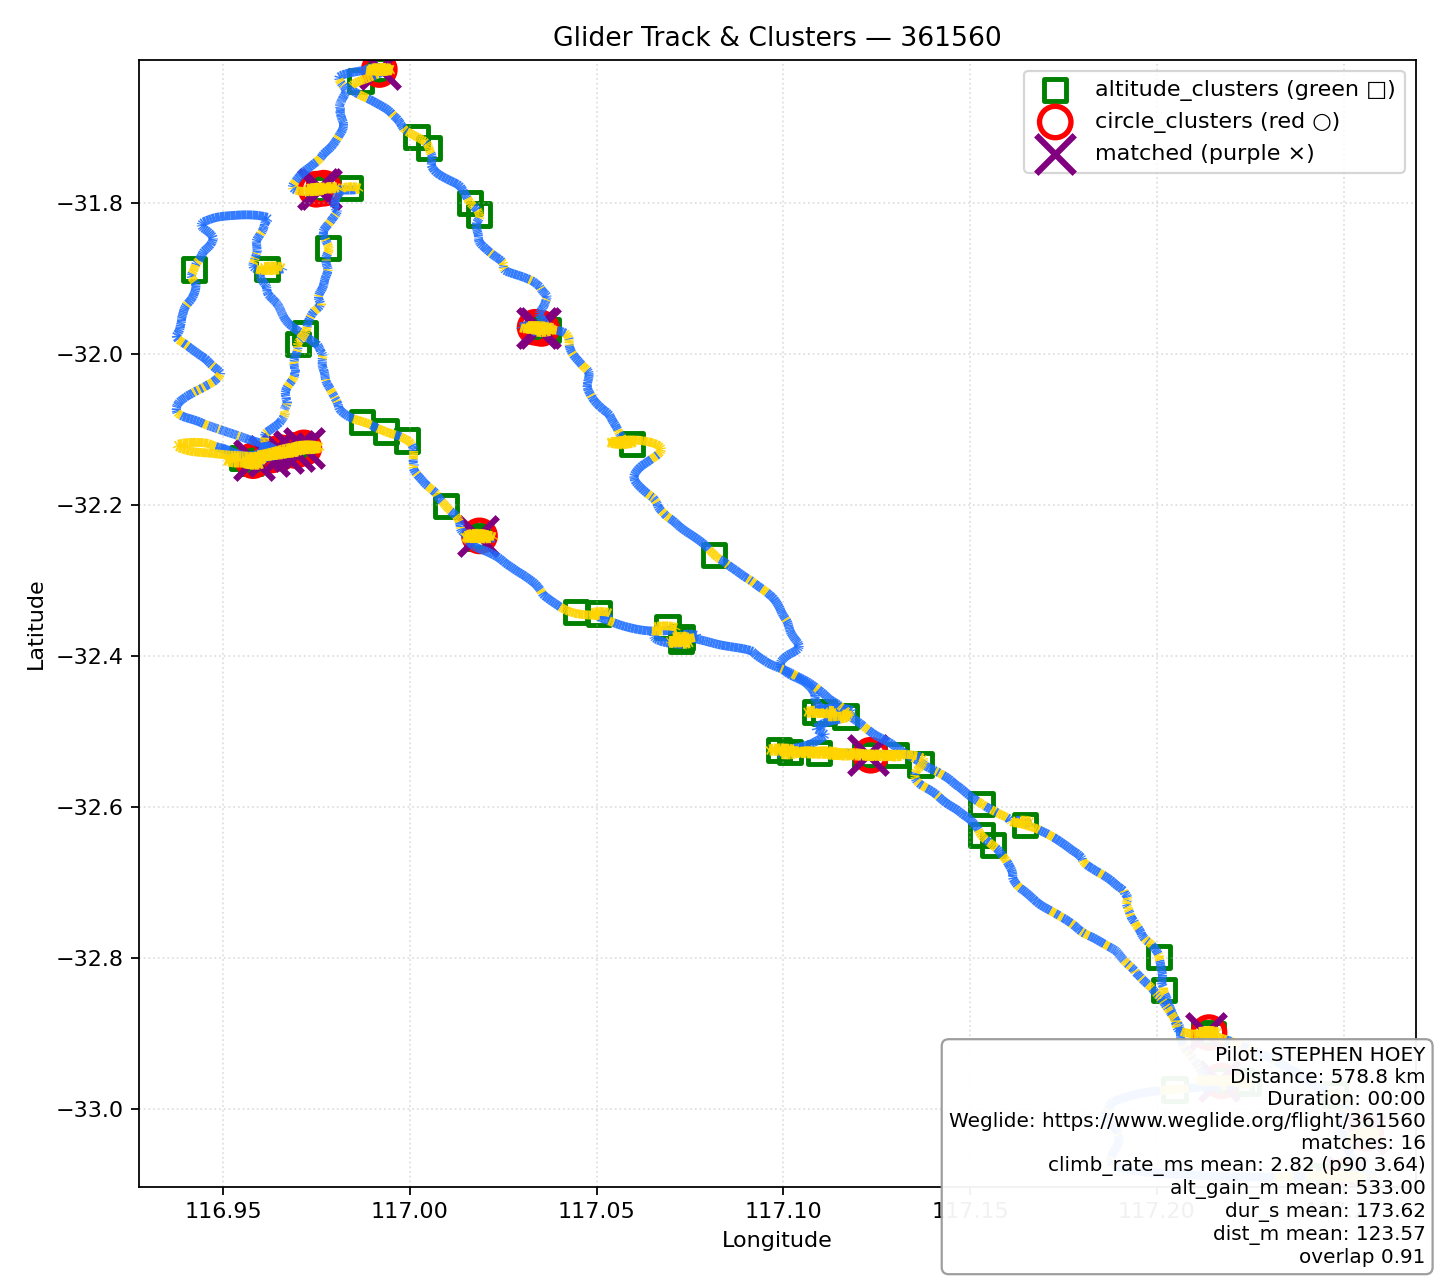 Glider Track & Clusters — 361560
altitude_clusters (green □)
circle_clusters (red ○)
matched (purple ×)
Latitude
−31.8
−32.0
−32.2
−32.4
−32.6
−32.8
−33.0
116.95
117.00
117.05
117.10
117.15
117.20
Longitude
Pilot: STEPHEN HOEY
Distance: 578.8 km
Duration: 00:00
Weglide: https://www.weglide.org/flight/361560
matches: 16
climb_rate_ms mean: 2.82 (p90 3.64)
alt_gain_m mean: 533.00
dur_s mean: 173.62
dist_m mean: 123.57
overlap 0.91